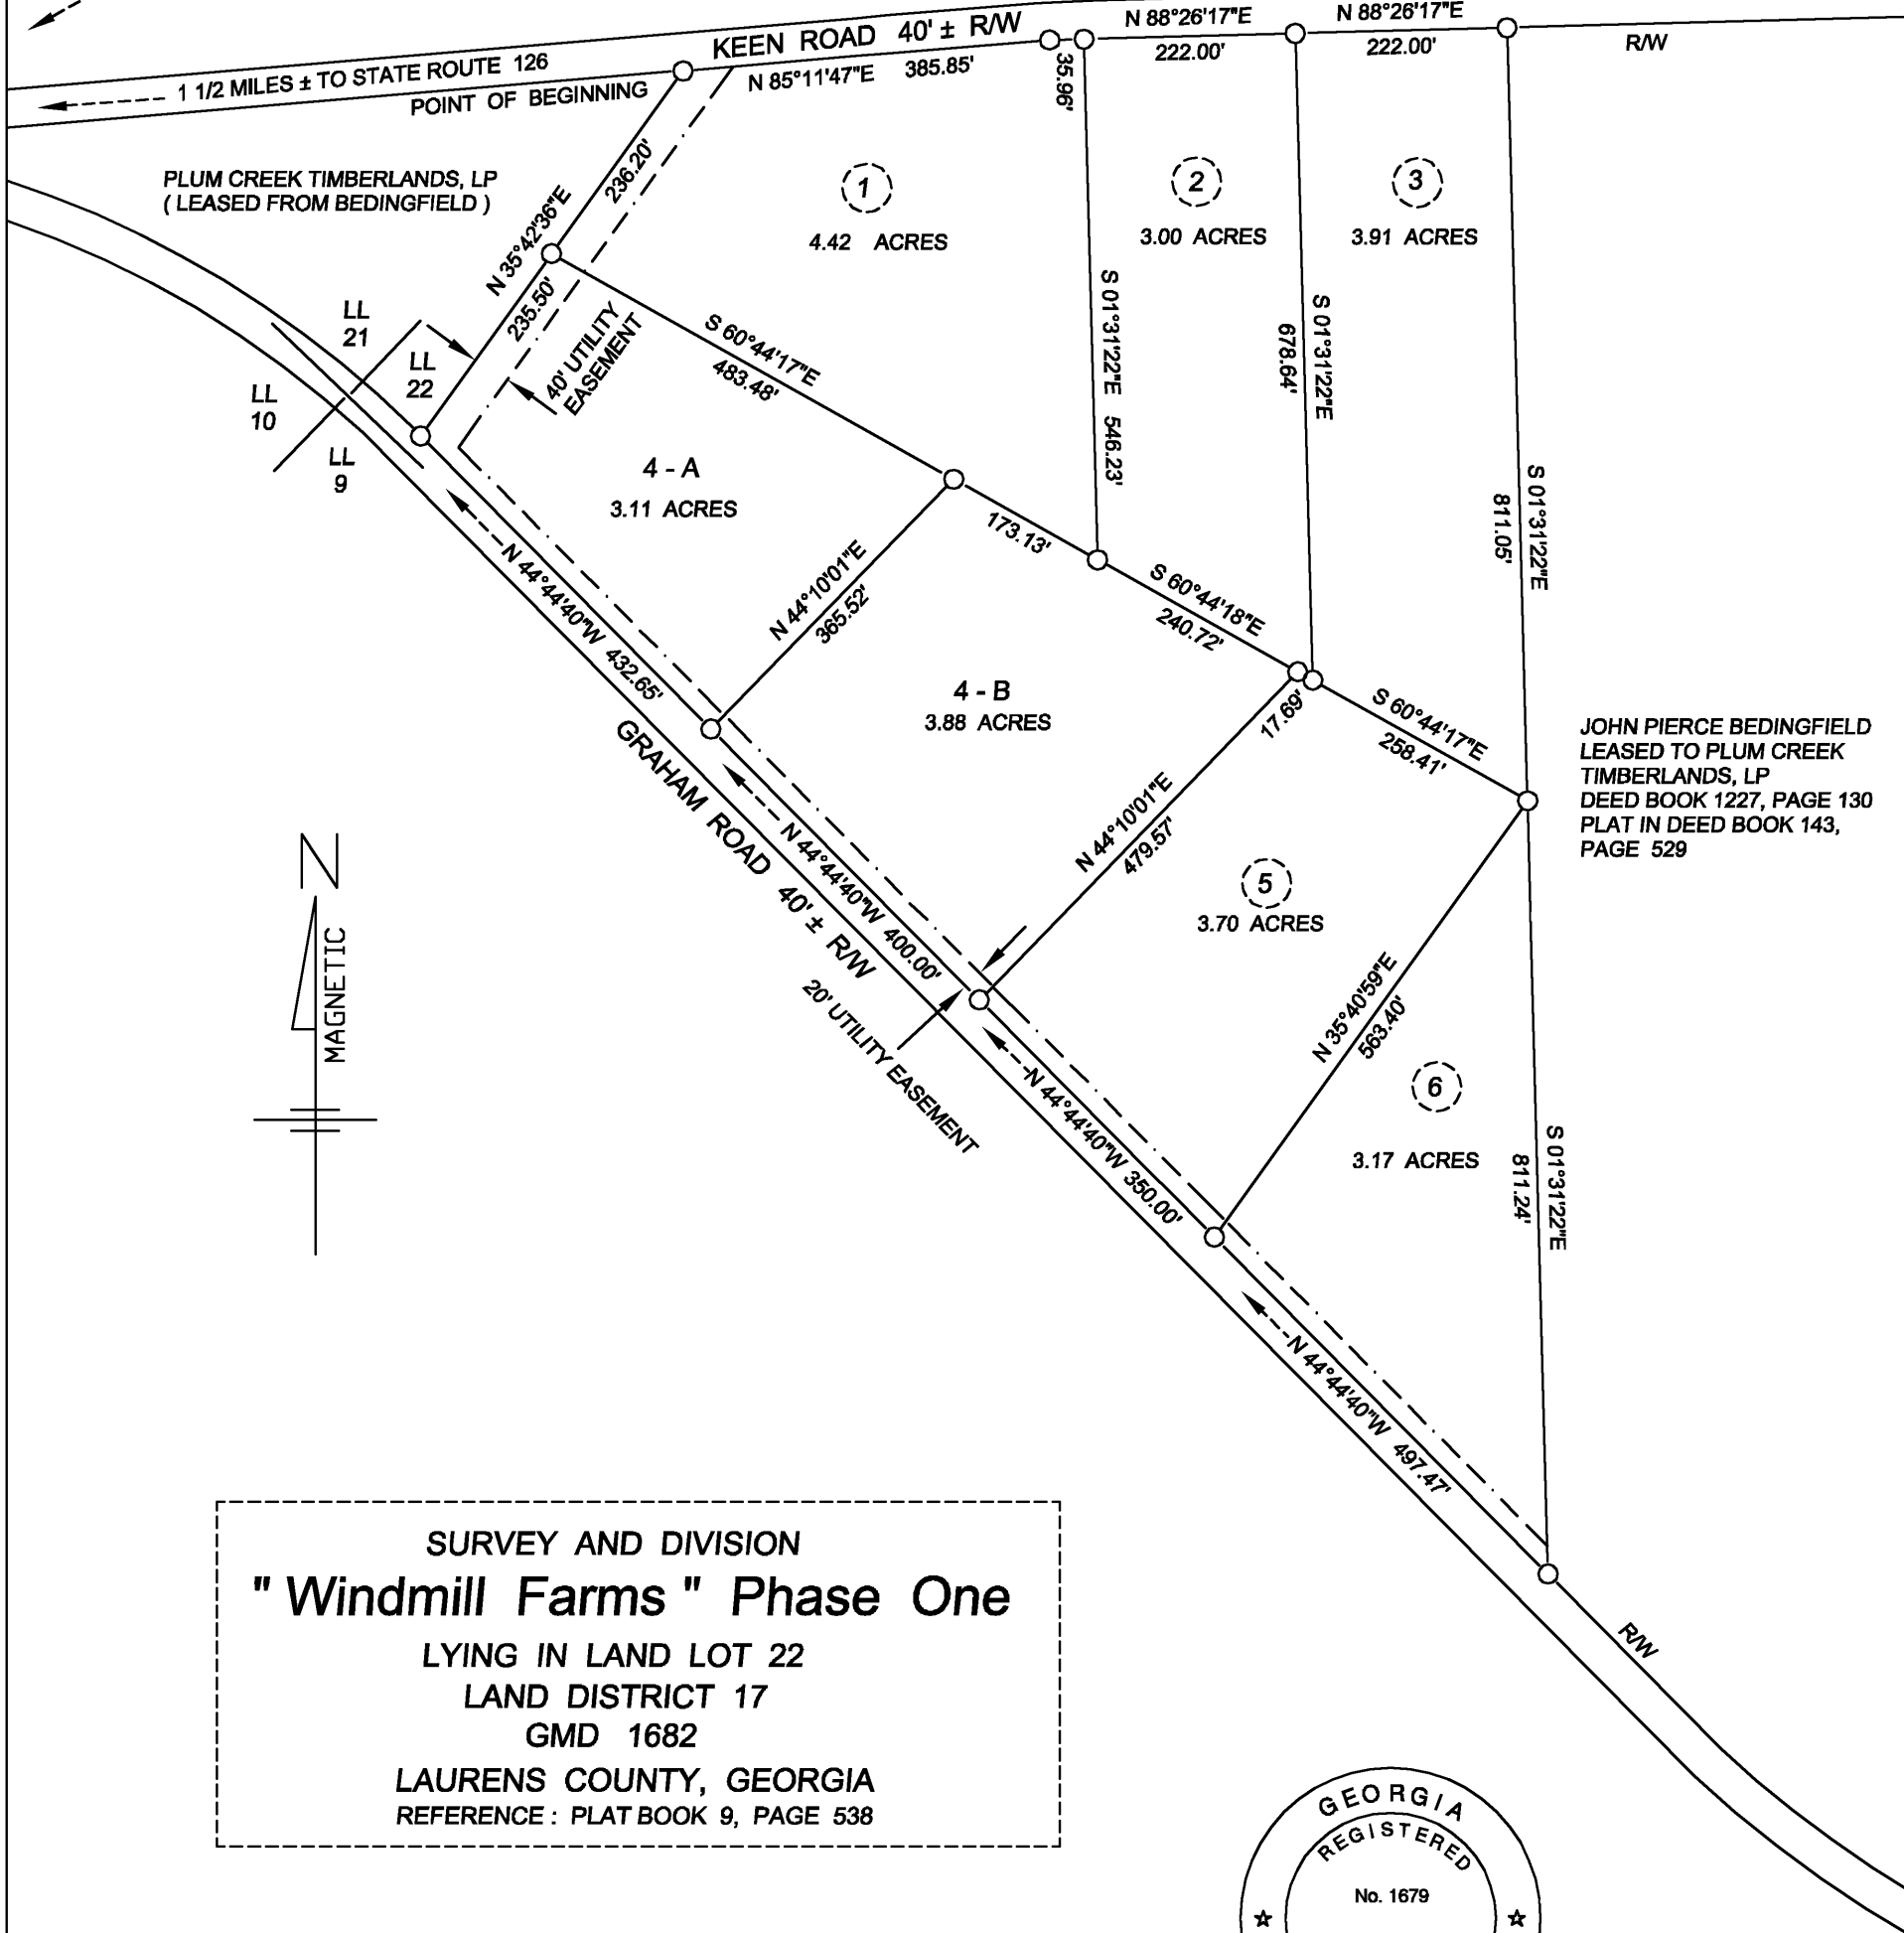 KEEN ROAD 40' ± R/W
N 88°26'17"E
222.00'
N 88°26'17"E
222.00'
R/W
1 1/2 MILES ± TO STATE ROUTE 126
POINT OF BEGINNING
N 85°11'47"E 385.85'
35.96'
PLUM CREEK TIMBERLANDS, LP
( LEASED FROM BEDINGFIELD )
N 35°42'36"E
236.20'
235.50'
1
4.42 ACRES
2
3.00 ACRES
3
3.91 ACRES
LL
21
LL
22
LL
10
LL
9
40' UTILITY
EASEMENT
S 60°44'17"E
483.48'
S 01°31'22"E 546.23'
S 01°31'22"E
678.64'
S 01°31'22"E
811.05'
4 - A
3.11 ACRES
173.13'
N 44°10'01"E
365.52'
S 60°44'18"E
240.72'
N 44°44'40"W 432.65'
4 - B
3.88 ACRES
17.69'
S 60°44'17"E
258.41'
JOHN PIERCE BEDINGFIELD
LEASED TO PLUM CREEK
TIMBERLANDS, LP
DEED BOOK 1227, PAGE 130
PLAT IN DEED BOOK 143,
PAGE 529
GRAHAM ROAD 40' ± R/W
N 44°44'40"W 400.00'
N 44°10'01"E
479.57'
5
3.70 ACRES
N
MAGNETIC
20' UTILITY EASEMENT
N 35°40'59"E
563.40'
6
3.17 ACRES
N 44°44'40"W 350.00'
S 01°31'22"E
811.24'
N 44°44'40"W 497.47'
R/W
SURVEY AND DIVISION
" Windmill Farms " Phase One
LYING IN LAND LOT 22
LAND DISTRICT 17
GMD 1682
LAURENS COUNTY, GEORGIA
REFERENCE : PLAT BOOK 9, PAGE 538
GEORGIA
REGISTERED
No. 1679